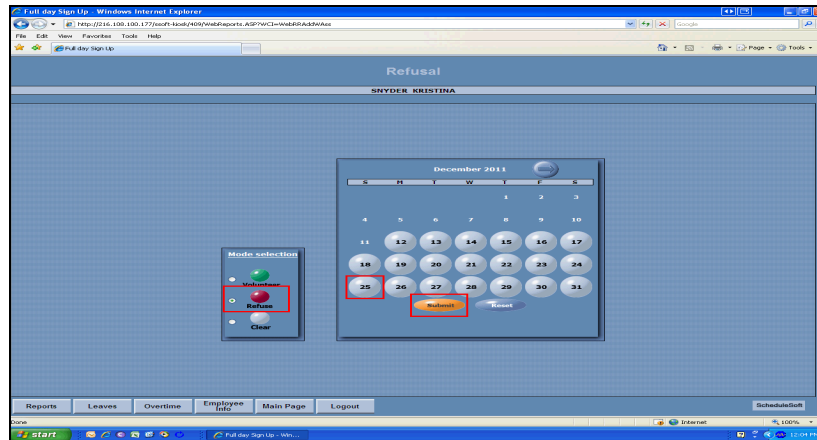 Full day Sign Up - Windows Internet Explorer
http://216.108.100.177/ssoft-kiosk/409/WebReports.ASP?WCI=WebRRAddWAss
Google
File Edit View Favorites Tools Help
Full day Sign Up
Page Tools
Refusal
SNYDER KRISTINA
December 2011
S M T W T F S
1 2 3
4 5 6 7 8 9 10
11 12 13 14 15 16 17
18 19 20 21 22 23 24
25 26 27 28 29 30 31
Submit Reset
Mode selection
Volunteer
Refuse
Clear
Reports Leaves Overtime Employee Info Main Page Logout
ScheduleSoft
Done
Internet 100%
start
Full day Sign Up - Win...
12:04 PM